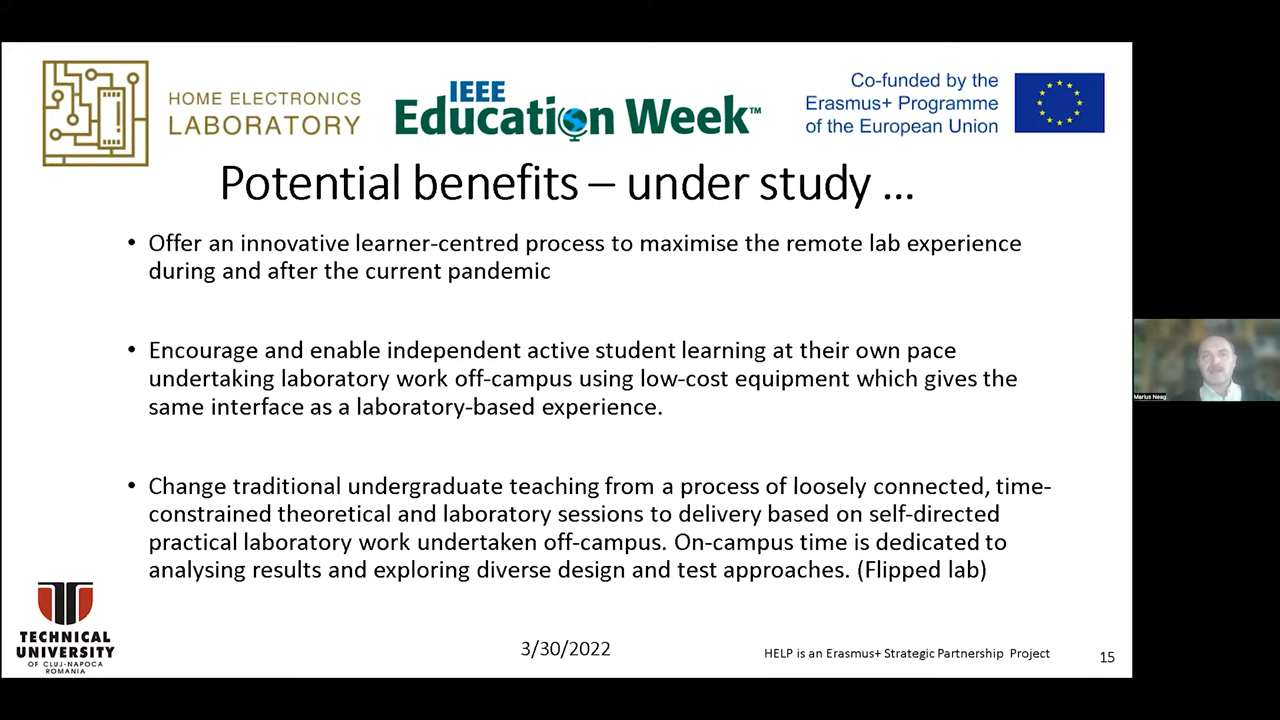 HOME ELECTRONICS
LABORATORY
IEEE
Education Week™
Co-funded by the
Erasmus+ Programme
of the European Union
Potential benefits – under study ...
• Offer an innovative learner-centred process to maximise the remote lab experience
during and after the current pandemic
• Encourage and enable independent active student learning at their own pace
undertaking laboratory work off-campus using low-cost equipment which gives the
same interface as a laboratory-based experience.
• Change traditional undergraduate teaching from a process of loosely connected, time-
constrained theoretical and laboratory sessions to delivery based on self-directed
practical laboratory work undertaken off-campus. On-campus time is dedicated to
analysing results and exploring diverse design and test approaches. (Flipped lab)
TECHNICAL
UNIVERSITY
OF CLUJ-NAPOCA
ROMANIA
3/30/2022
HELP is an Erasmus+ Strategic Partnership Project
15
Marius Neag